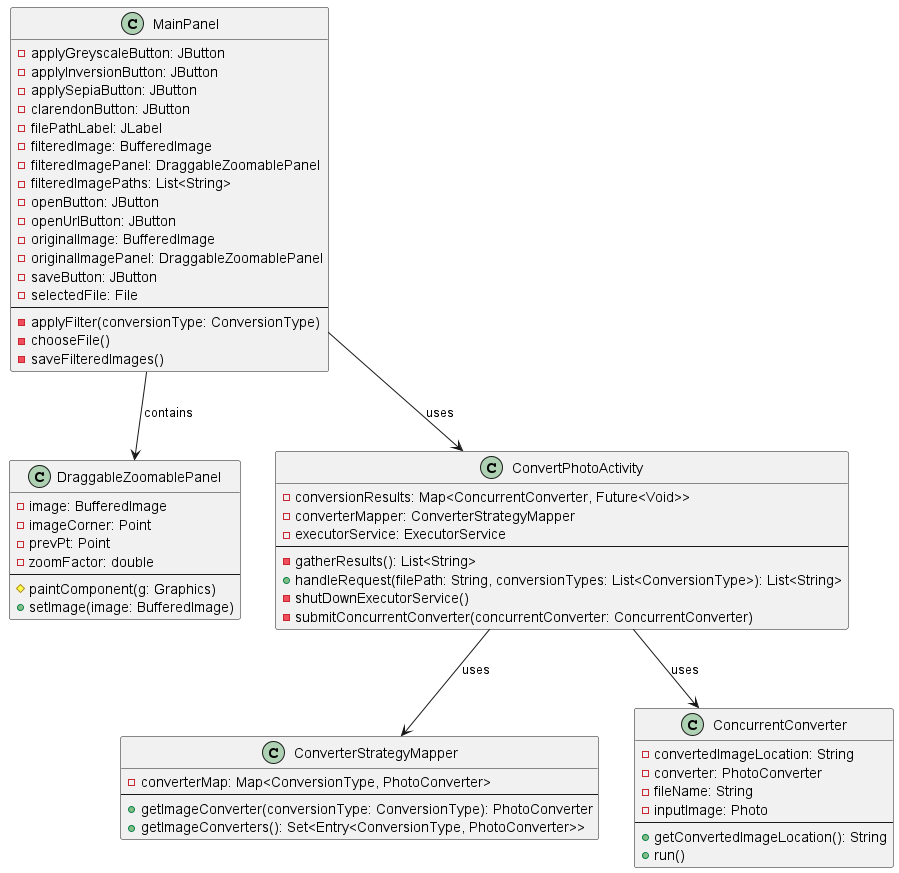 C MainPanel
applyGreyscaleButton: JButton
applyInversionButton: JButton
applySepiaButton: JButton
clarendonButton: JButton
filePathLabel: JLabel
filteredImage: BufferedImage
filteredImagePanel: DraggableZoomablePanel
filteredImagePaths: List<String>
openButton: JButton
openUrlButton: JButton
originalImage: BufferedImage
originalImagePanel: DraggableZoomablePanel
saveButton: JButton
selectedFile: File
applyFilter(conversionType: ConversionType)
chooseFile()
saveFilteredImages()
contains
uses
C DraggableZoomablePanel
image: BufferedImage
imageCorner: Point
prevPt: Point
zoomFactor: double
paintComponent(g: Graphics)
setImage(image: BufferedImage)
C ConvertPhotoActivity
conversionResults: Map<ConcurrentConverter, Future<Void>>
converterMapper: ConverterStrategyMapper
executorService: ExecutorService
gatherResults(): List<String>
handleRequest(filePath: String, conversionTypes: List<ConversionType>): List<String>
shutDownExecutorService()
submitConcurrentConverter(concurrentConverter: ConcurrentConverter)
uses
uses
C ConverterStrategyMapper
converterMap: Map<ConversionType, PhotoConverter>
getImageConverter(conversionType: ConversionType): PhotoConverter
getImageConverters(): Set<Entry<ConversionType, PhotoConverter>>
C ConcurrentConverter
convertedImageLocation: String
converter: PhotoConverter
fileName: String
inputImage: Photo
getConvertedImageLocation(): String
run()